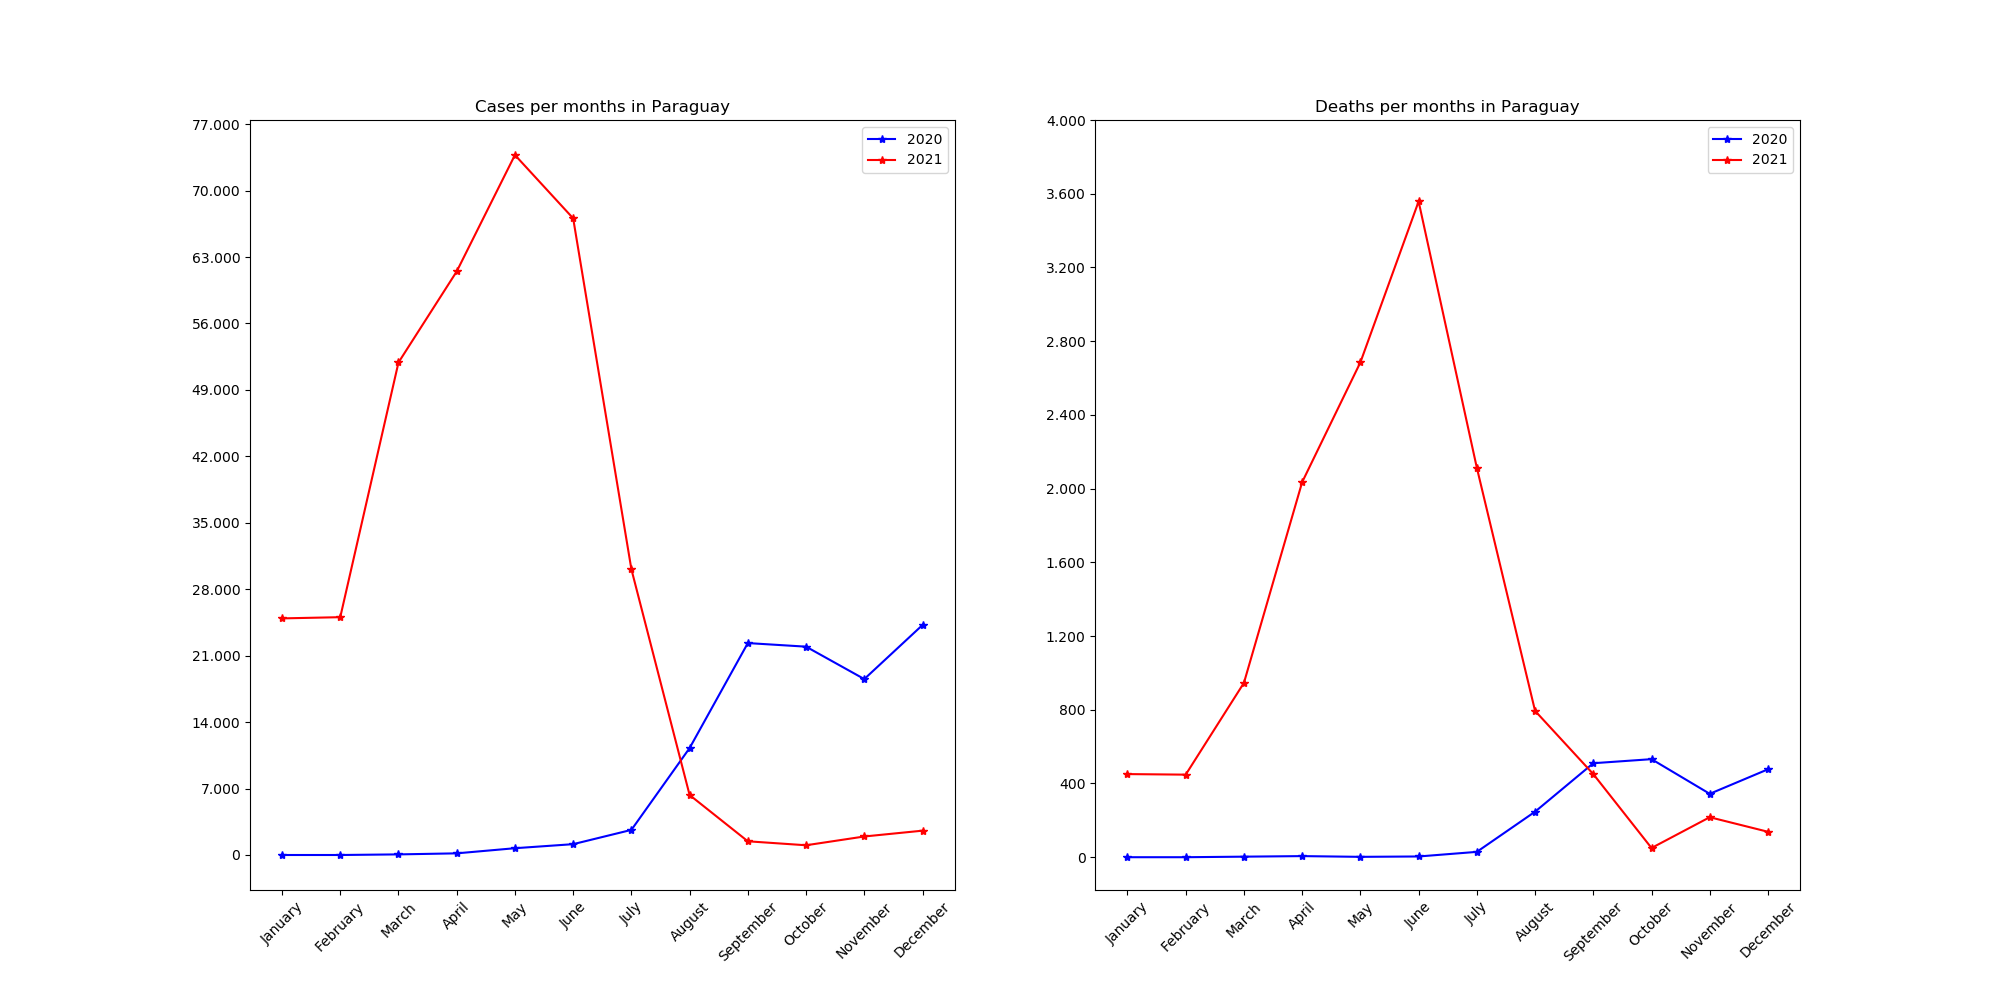 Cases per months in Paraguay
77.000
70.000
63.000
56.000
49.000
42.000
35.000
28.000
21.000
14.000
7.000
0
2020
2021
January
February
March
April
May
June
July
August
September
October
November
December
Deaths per months in Paraguay
4.000
3.600
3.200
2.800
2.400
2.000
1.600
1.200
800
400
0
2020
2021
January
February
March
April
May
June
July
August
September
October
November
December